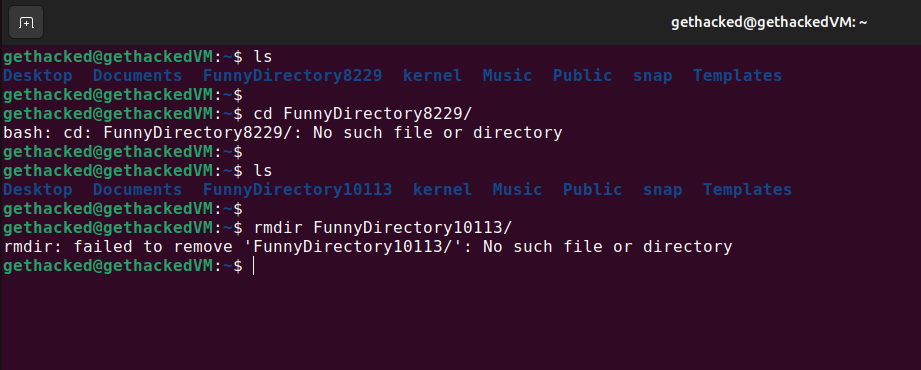 gethacked@gethackedVM: ~
gethacked@gethackedVM:~$ ls
Desktop  Documents  FunnyDirectory8229  kernel  Music  Public  snap  Templates
gethacked@gethackedVM:~$
gethacked@gethackedVM:~$ cd FunnyDirectory8229/
bash: cd: FunnyDirectory8229/: No such file or directory
gethacked@gethackedVM:~$
gethacked@gethackedVM:~$ ls
Desktop  Documents  FunnyDirectory10113  kernel  Music  Public  snap  Templates
gethacked@gethackedVM:~$
gethacked@gethackedVM:~$ rmdir FunnyDirectory10113/
rmdir: failed to remove 'FunnyDirectory10113/': No such file or directory
gethacked@gethackedVM:~$